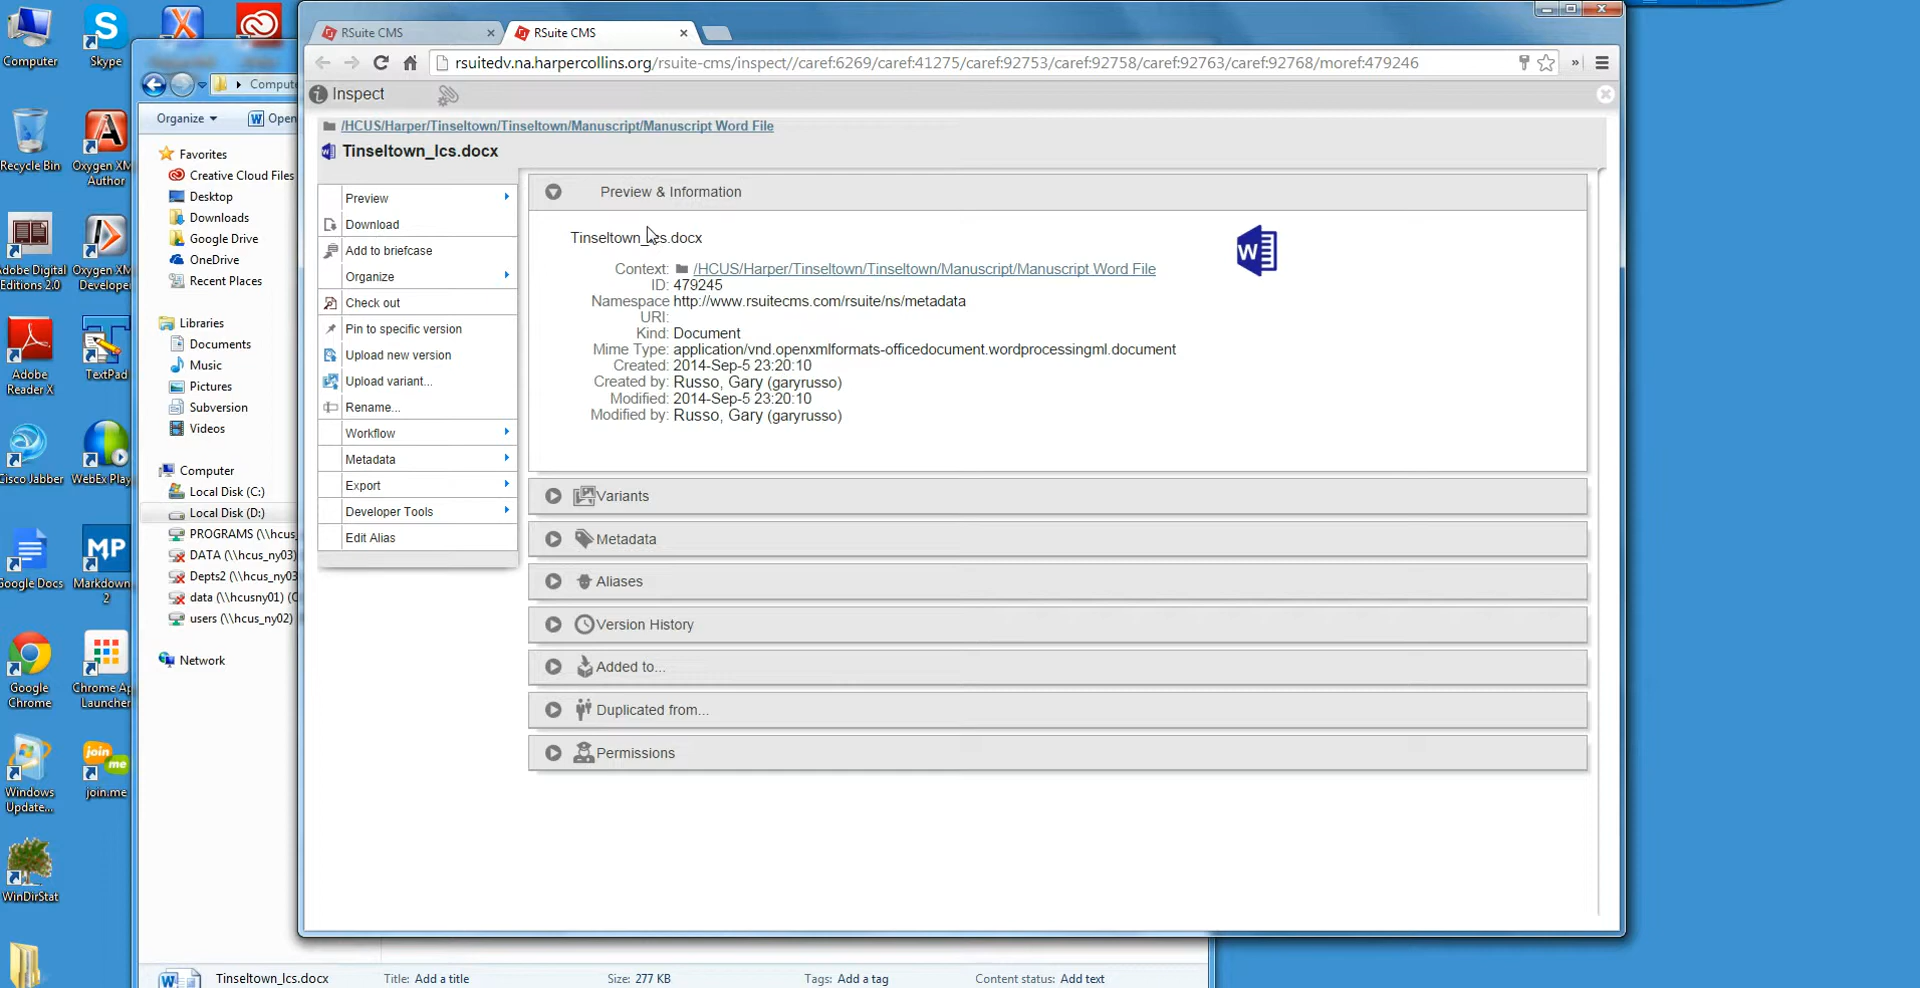 Computer
Skype
Recycle Bin
Oxygen XM
Author
Adobe Digital
Editions 2.0
Oxygen XM
Developer
Adobe
Reader X
TextPad
Cisco Jabber
WebEx Play
Google Docs
Markdown
2
Google
Chrome
Chrome Ap
Launcher
Windows
Update...
join
me
join.me
WinDirStat
Compute
Organize
Open
Favorites
Creative Cloud Files
Desktop
Downloads
Google Drive
OneDrive
Recent Places
Libraries
Documents
Music
Pictures
Subversion
Videos
Computer
Local Disk (C:)
Local Disk (D:)
PROGRAMS (\\hcus_
DATA (\\hcus_ny03)
Depts2 (\\hcus_ny03
data (\\hcusny01) (
users (\\hcus_ny02)
Network
RSuite CMS
RSuite CMS
rsuitedv.na.harpercollins.org/rsuite-cms/inspect//caref:6269/caref:41275/caref:92753/caref:92758/caref:92763/caref:92768/moref:479246
Inspect
/HCUS/Harper/Tinseltown/Tinseltown/Manuscript/Manuscript Word File
Tinseltown_lcs.docx
Preview
Download
Add to briefcase
Organize
Check out
Pin to specific version
Upload new version
Upload variant...
Rename...
Workflow
Metadata
Export
Developer Tools
Edit Alias
Preview & Information
Tinseltown_lcs.docx
Context: /HCUS/Harper/Tinseltown/Tinseltown/Manuscript/Manuscript Word File
ID: 479245
Namespace http://www.rsuitecms.com/rsuite/ns/metadata
URI:
Kind: Document
Mime Type: application/vnd.openxmlformats-officedocument.wordprocessingml.document
Created: 2014-Sep-5 23:20:10
Created by: Russo, Gary (garyrusso)
Modified: 2014-Sep-5 23:20:10
Modified by: Russo, Gary (garyrusso)
Variants
Metadata
Aliases
Version History
Added to...
Duplicated from...
Permissions
Tinseltown_lcs.docx Title: Add a title Size: 277 KB Tags: Add a tag Content status: Add text